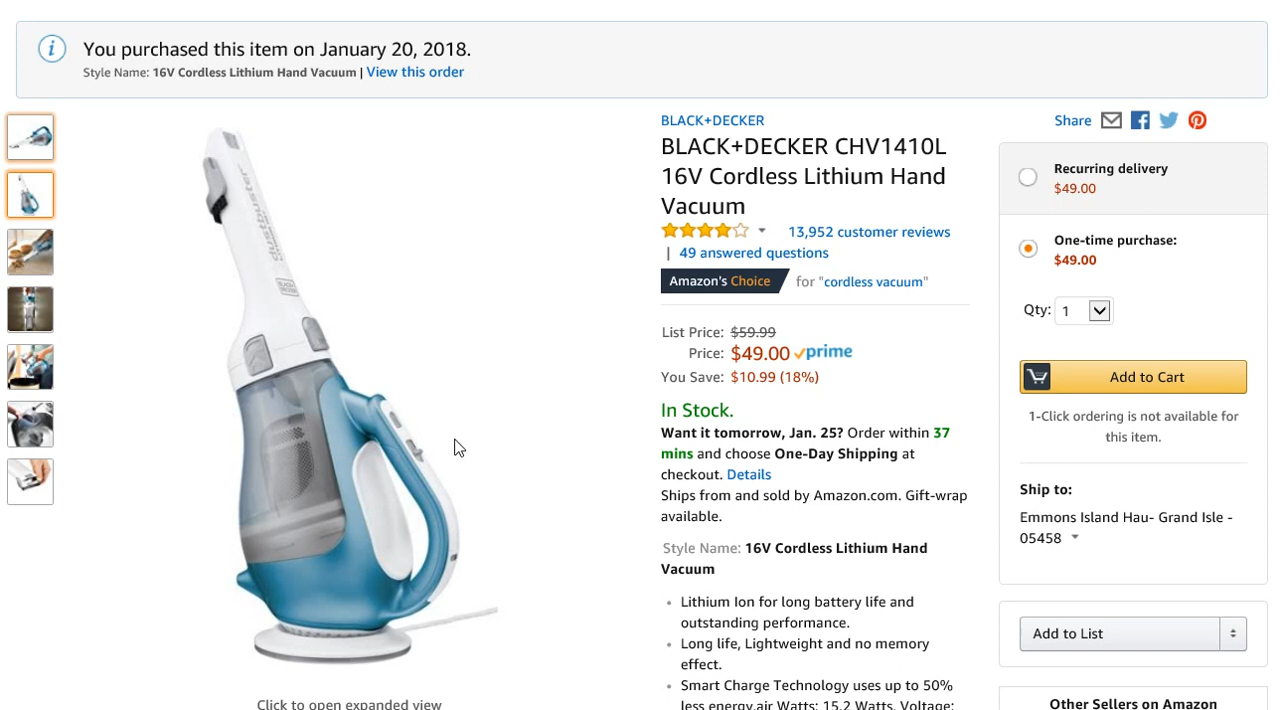 You purchased this item on January 20, 2018.
Style Name: 16V Cordless Lithium Hand Vacuum | View this order
dustbuster
BLACK+DECKER
BLACK+DECKER CHV1410L
16V Cordless Lithium Hand
Vacuum
13,952 customer reviews
| 49 answered questions
Amazon's Choice for "cordless vacuum"
List Price: $59.99
Price: $49.00 prime
You Save: $10.99 (18%)
In Stock.
Want it tomorrow, Jan. 25? Order within 37
mins and choose One-Day Shipping at
checkout. Details
Ships from and sold by Amazon.com. Gift-wrap
available.
Style Name: 16V Cordless Lithium Hand
Vacuum
• Lithium Ion for long battery life and
outstanding performance.
• Long life, Lightweight and no memory
effect.
• Smart Charge Technology uses up to 50%
less energy.air Watts: 15.2 Watts. Voltage:
Click to open expanded view
Share
Recurring delivery
$49.00
One-time purchase:
$49.00
Qty: 1
Add to Cart
1-Click ordering is not available for
this item.
Ship to:
Emmons Island Hau- Grand Isle -
05458
Add to List
Other Sellers on Amazon